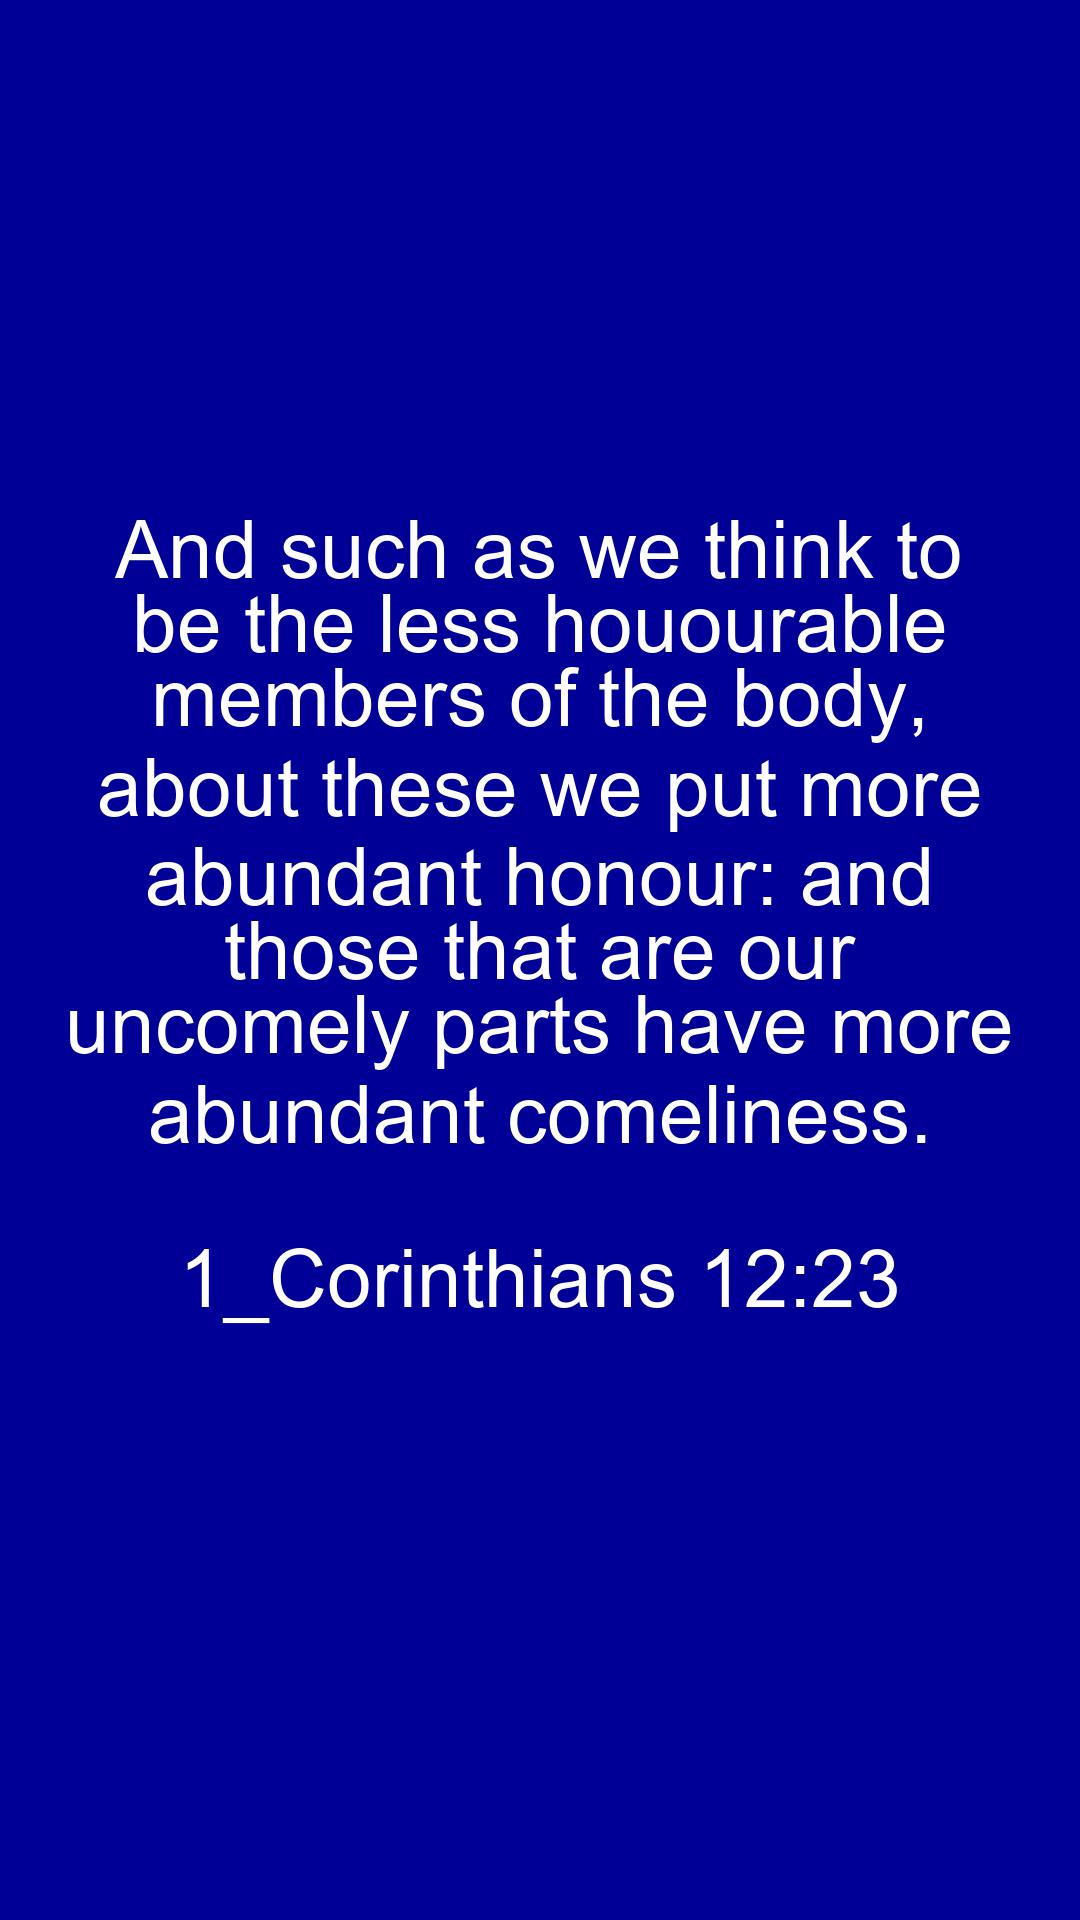 And such as we think to
be the less houourable
members of the body,
about these we put more
abundant honour: and
those that are our
uncomely parts have more
abundant comeliness.
1_Corinthians 12:23